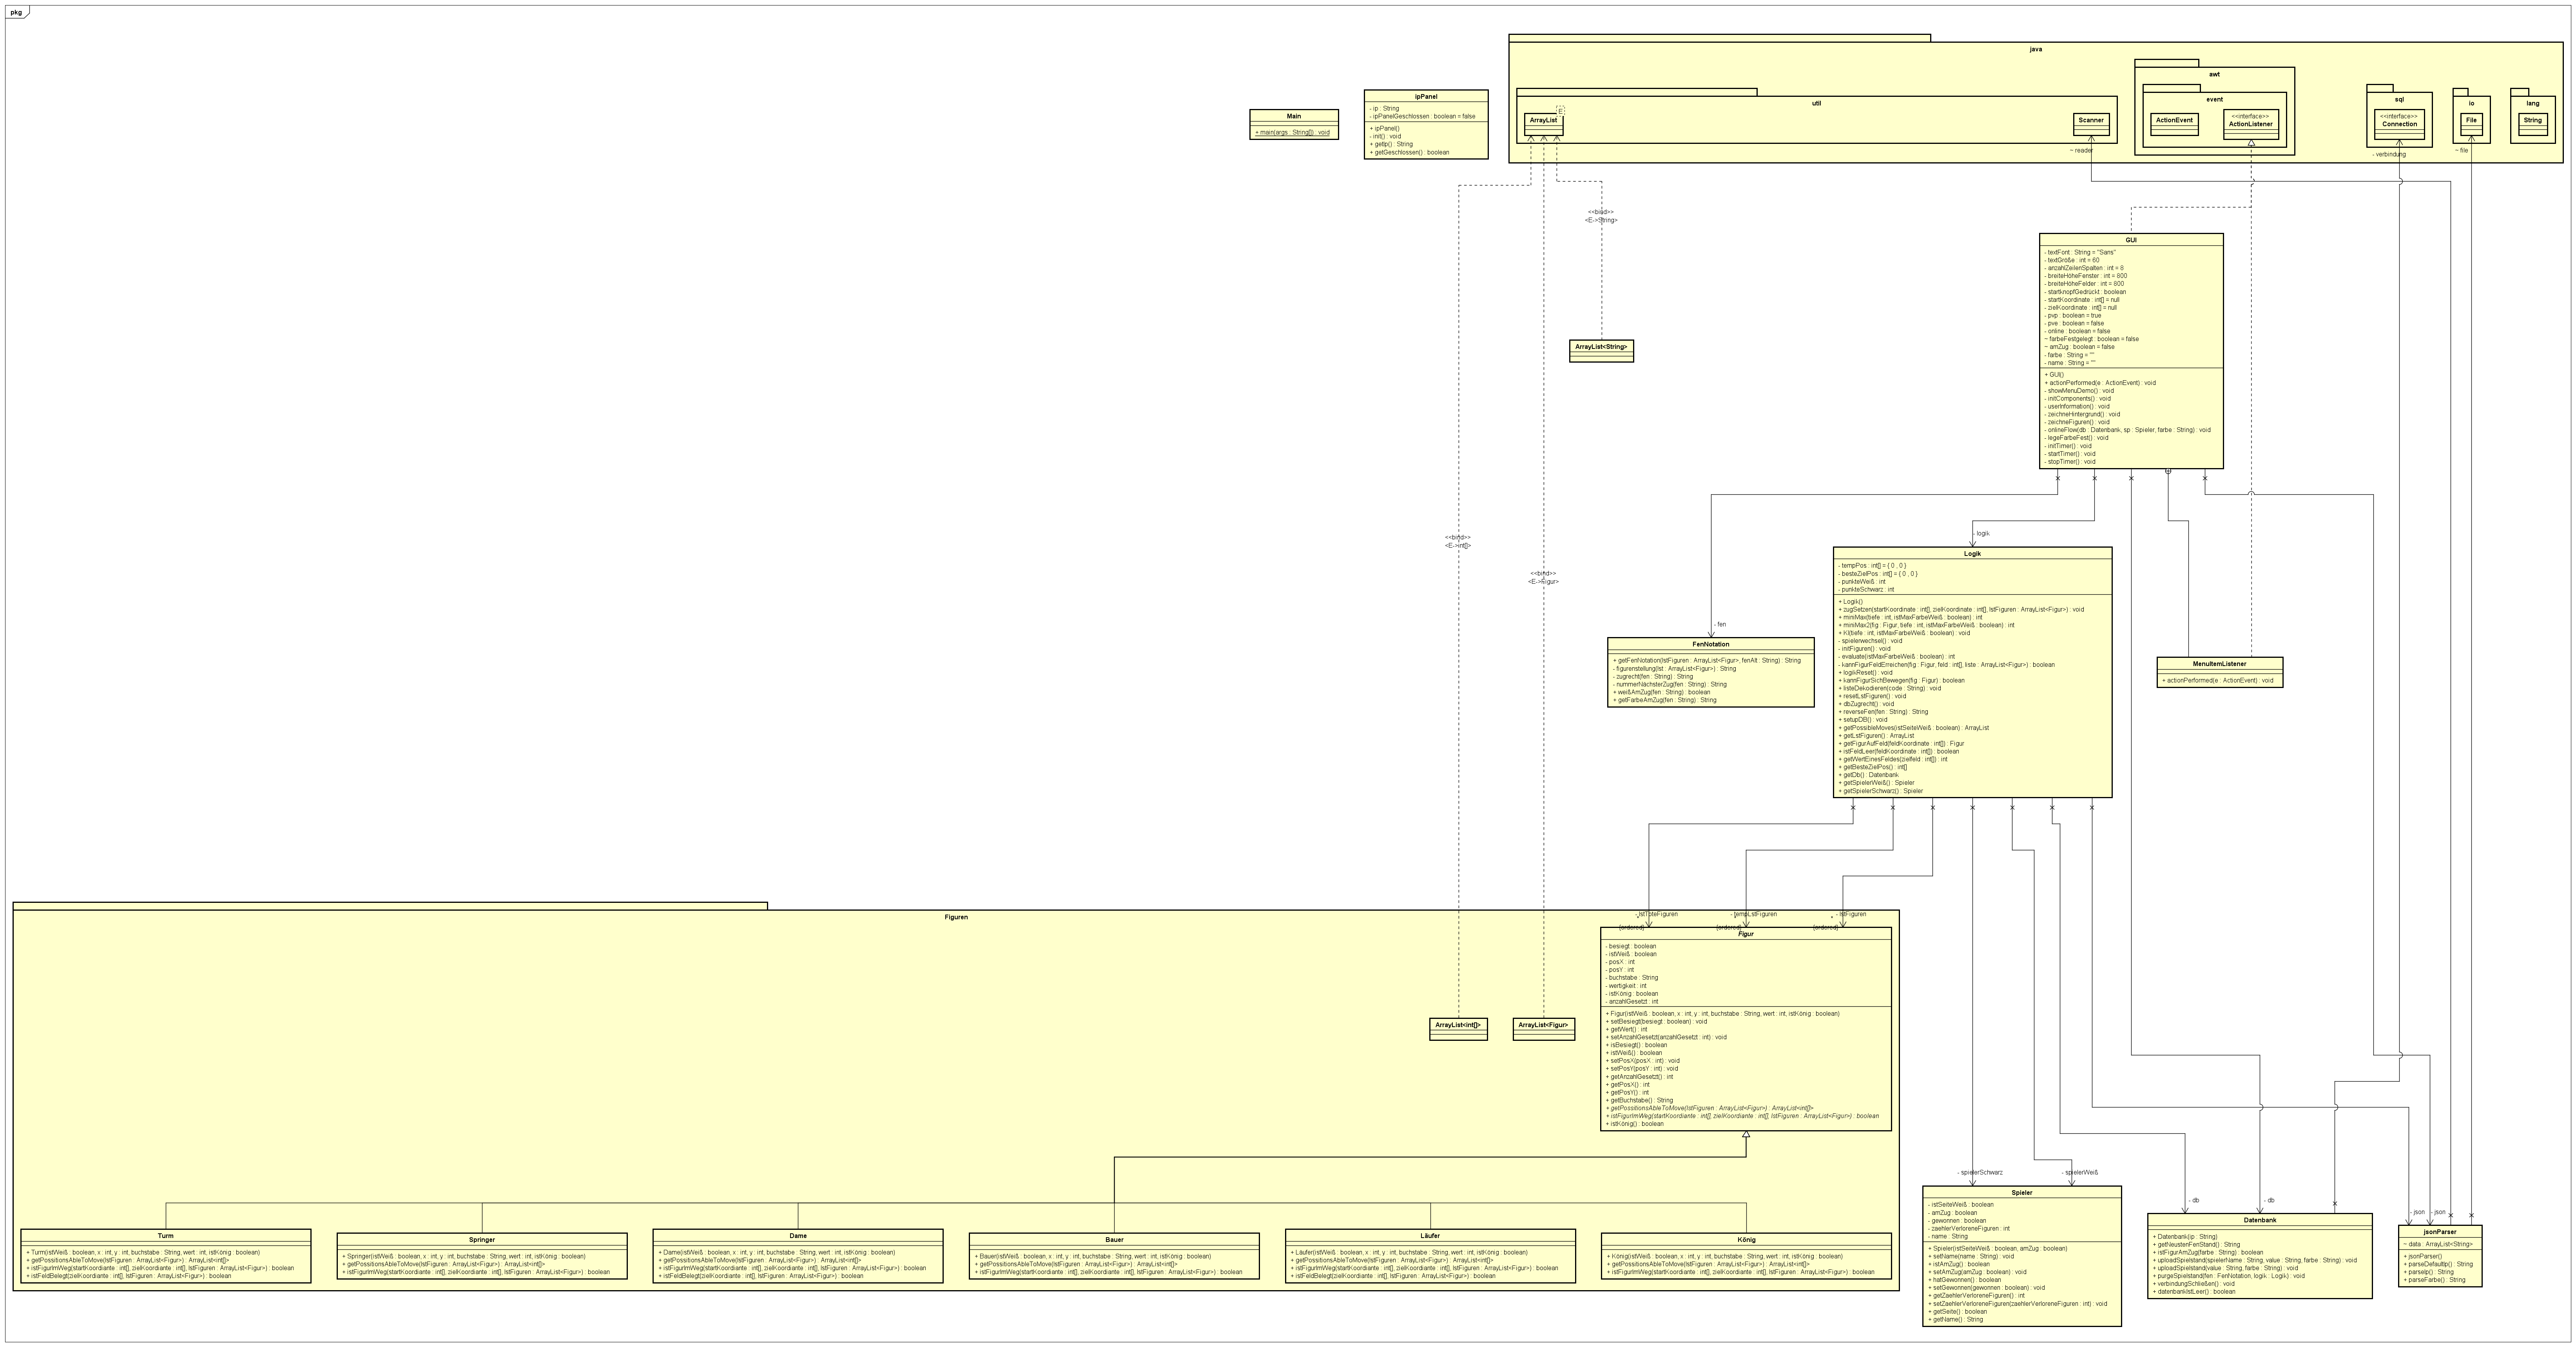 pkg
java
util
ArrayList
E
Scanner
~ reader
awt
event
ActionEvent
<<interface>>
ActionListener
sql
<<interface>>
Connection
- verbindung
io
File
~ file
lang
String
Main
+ main(args : String[]) : void
ipPanel
- ip : String
- ipPanelGeschlossen : boolean = false
+ ipPanel()
- init() : void
+ getIp() : String
+ getGeschlossen() : boolean
<<bind>>
<E->String>
ArrayList<String>
<<bind>>
<E->int[]>
<<bind>>
<E->Figur>
GUI
- textFont : String = "Sans"
- textGröße : int = 60
- anzahlZeilenSpalten : int = 8
- breiteHöheFenster : int = 800
- breiteHöheFelder : int = 800
- startknopfGedrückt : boolean
- startKoordinate : int[] = null
- zielKoordinate : int[] = null
- pvp : boolean = true
- pve : boolean = false
- online : boolean = false
~ farbeFestgelegt : boolean = false
~ amZug : boolean = false
- farbe : String = ""
- name : String = ""
+ GUI()
+ actionPerformed(e : ActionEvent) : void
- showMenuDemo() : void
- initComponents() : void
- userInformation() : void
- zeichneHintergrund() : void
- zeichneFiguren() : void
- onlineFlow(db : Datenbank, sp : Spieler, farbe : String) : void
- legeFarbeFest() : void
- initTimer() : void
- startTimer() : void
- stopTimer() : void
- logik
Logik
- tempPos : int[] = { 0 , 0 }
- besteZielPos : int[] = { 0 , 0 }
- punkteWeiß : int
- punkteSchwarz : int
+ Logik()
+ zugSetzen(startKoordinate : int[], zielKoordinate : int[], lstFiguren : ArrayList<Figur>) : void
+ miniMax(tiefe : int, istMaxFarbeWeiß : boolean) : int
+ miniMax2(fig : Figur, tiefe : int, istMaxFarbeWeiß : boolean) : int
+ KI(tiefe : int, istMaxFarbeWeiß : boolean) : void
- spielerwechsel() : void
- initFiguren() : void
- evaluate(istMaxFarbeWeiß : boolean) : int
- kannFigurFeldErreichen(fig : Figur, feld : int[], liste : ArrayList<Figur>) : boolean
+ logikReset() : void
+ kannFigurSichBewegen(fig : Figur) : boolean
+ listeDekodieren(code : String) : void
+ resetLstFiguren() : void
+ dbZugrecht() : void
+ reverseFen(fen : String) : String
+ setupDB() : void
+ getPossibleMoves(istSeiteWeiß : boolean) : ArrayList
+ getLstFiguren() : ArrayList
+ getFigurAufFeld(feldKoordinate : int[]) : Figur
+ istFeldLeer(feldKoordinate : int[]) : boolean
+ getWertEinesFeldes(zielfeld : int[]) : int
+ getBesteZielPos() : int[]
+ getDb() : Datenbank
+ getSpielerWeiß() : Spieler
+ getSpielerSchwarz() : Spieler
- fen
FenNotation
+ getFenNotation(lstFiguren : ArrayList<Figur>, fenAlt : String) : String
- figurenstellung(lst : ArrayList<Figur>) : String
- zugrecht(fen : String) : String
- nummerNächsterZug(fen : String) : String
+ weißAmZug(fen : String) : boolean
+ getFarbeAmZug(fen : String) : String
MenuItemListener
+ actionPerformed(e : ActionEvent) : void
Figuren
- lstToteFiguren
*
{ordered}
- tempLstFiguren
*
{ordered}
- lstFiguren
*
{ordered}
Figur
- besiegt : boolean
- istWeiß : boolean
- posX : int
- posY : int
- buchstabe : String
- wertigkeit : int
- istKönig : boolean
- anzahlGesetzt : int
+ Figur(istWeiß : boolean, x : int, y : int, buchstabe : String, wert : int, istKönig : boolean)
+ setBesiegt(besiegt : boolean) : void
+ getWert() : int
+ setAnzahlGesetzt(anzahlGesetzt : int) : void
+ isBesiegt() : boolean
+ istWeiß() : boolean
+ setPosX(posX : int) : void
+ setPosY(posY : int) : void
+ getAnzahlGesetzt() : int
+ getPosX() : int
+ getPosY() : int
+ getBuchstabe() : String
+ getPossitionsAbleToMove(lstFiguren : ArrayList<Figur>) : ArrayList<int[]>
+ istFigurImWeg(startKoordiante : int[], zielKoordiante : int[], lstFiguren : ArrayList<Figur>) : boolean
+ istKönig() : boolean
ArrayList<int[]>
ArrayList<Figur>
Turm
+ Turm(istWeiß : boolean, x : int, y : int, buchstabe : String, wert : int, istKönig : boolean)
+ getPossitionsAbleToMove(lstFiguren : ArrayList<Figur>) : ArrayList<int[]>
+ istFigurImWeg(startKoordiante : int[], zielKoordiante : int[], lstFiguren : ArrayList<Figur>) : boolean
+ istFeldBelegt(zielKoordiante : int[], lstFiguren : ArrayList<Figur>) : boolean
Springer
+ Springer(istWeiß : boolean, x : int, y : int, buchstabe : String, wert : int, istKönig : boolean)
+ getPossitionsAbleToMove(lstFiguren : ArrayList<Figur>) : ArrayList<int[]>
+ istFigurImWeg(startKoordiante : int[], zielKoordiante : int[], lstFiguren : ArrayList<Figur>) : boolean
Dame
+ Dame(istWeiß : boolean, x : int, y : int, buchstabe : String, wert : int, istKönig : boolean)
+ getPossitionsAbleToMove(lstFiguren : ArrayList<Figur>) : ArrayList<int[]>
+ istFigurImWeg(startKoordiante : int[], zielKoordiante : int[], lstFiguren : ArrayList<Figur>) : boolean
+ istFeldBelegt(zielKoordiante : int[], lstFiguren : ArrayList<Figur>) : boolean
Bauer
+ Bauer(istWeiß : boolean, x : int, y : int, buchstabe : String, wert : int, istKönig : boolean)
+ getPossitionsAbleToMove(lstFiguren : ArrayList<Figur>) : ArrayList<int[]>
+ istFigurImWeg(startKoordiante : int[], zielKoordiante : int[], lstFiguren : ArrayList<Figur>) : boolean
Läufer
+ Läufer(istWeiß : boolean, x : int, y : int, buchstabe : String, wert : int, istKönig : boolean)
+ getPossitionsAbleToMove(lstFiguren : ArrayList<Figur>) : ArrayList<int[]>
+ istFigurImWeg(startKoordiante : int[], zielKoordiante : int[], lstFiguren : ArrayList<Figur>) : boolean
+ istFeldBelegt(zielKoordiante : int[], lstFiguren : ArrayList<Figur>) : boolean
König
+ König(istWeiß : boolean, x : int, y : int, buchstabe : String, wert : int, istKönig : boolean)
+ getPossitionsAbleToMove(lstFiguren : ArrayList<Figur>) : ArrayList<int[]>
+ istFigurImWeg(startKoordiante : int[], zielKoordiante : int[], lstFiguren : ArrayList<Figur>) : boolean
- spielerSchwarz
- spielerWeiß
Spieler
- istSeiteWeiß : boolean
- amZug : boolean
- gewonnen : boolean
- zaehlerVerloreneFiguren : int
- name : String
+ Spieler(istSeiteWeiß : boolean, amZug : boolean)
+ setName(name : String) : void
+ istAmZug() : boolean
+ setAmZug(amZug : boolean) : void
+ hatGewonnen() : boolean
+ setGewonnen(gewonnen : boolean) : void
+ getZaehlerVerloreneFiguren() : int
+ setZaehlerVerloreneFiguren(zaehlerVerloreneFiguren : int) : void
+ getSeite() : boolean
+ getName() : String
- db
- db
Datenbank
+ Datenbank(ip : String)
+ getNeustenFenStand() : String
+ istFigurAmZug(farbe : String) : boolean
+ uploadSpielstand(spielerName : String, value : String, farbe : String) : void
+ uploadSpielstand(value : String, farbe : String) : void
+ purgeSpielstand(fen : FenNotation, logik : Logik) : void
+ verbindungSchließen() : void
+ datenbankIstLeer() : boolean
- json
- json
jsonParser
~ data : ArrayList<String>
+ jsonParser()
+ parseDefaultIp() : String
+ parseIp() : String
+ parseFarbe() : String